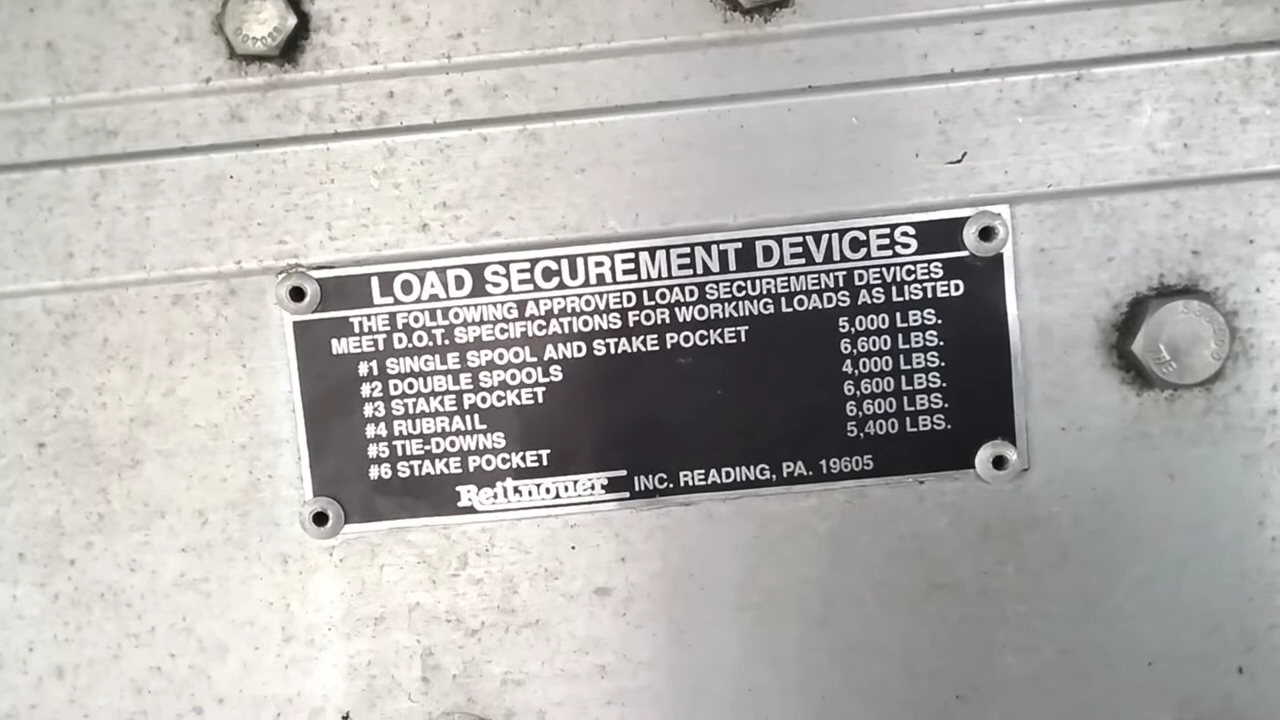 LOAD SECUREMENT DEVICES
THE FOLLOWING APPROVED LOAD SECUREMENT DEVICES
MEET D.O.T. SPECIFICATIONS FOR WORKING LOADS AS LISTED
#1 SINGLE SPOOL AND STAKE POCKET 5,000 LBS.
#2 DOUBLE SPOOLS 6,600 LBS.
#3 STAKE POCKET 4,000 LBS.
#4 RUBRAIL 6,600 LBS.
#5 TIE-DOWNS 6,600 LBS.
#6 STAKE POCKET 5,400 LBS.
Reitnouer INC. READING, PA. 19605